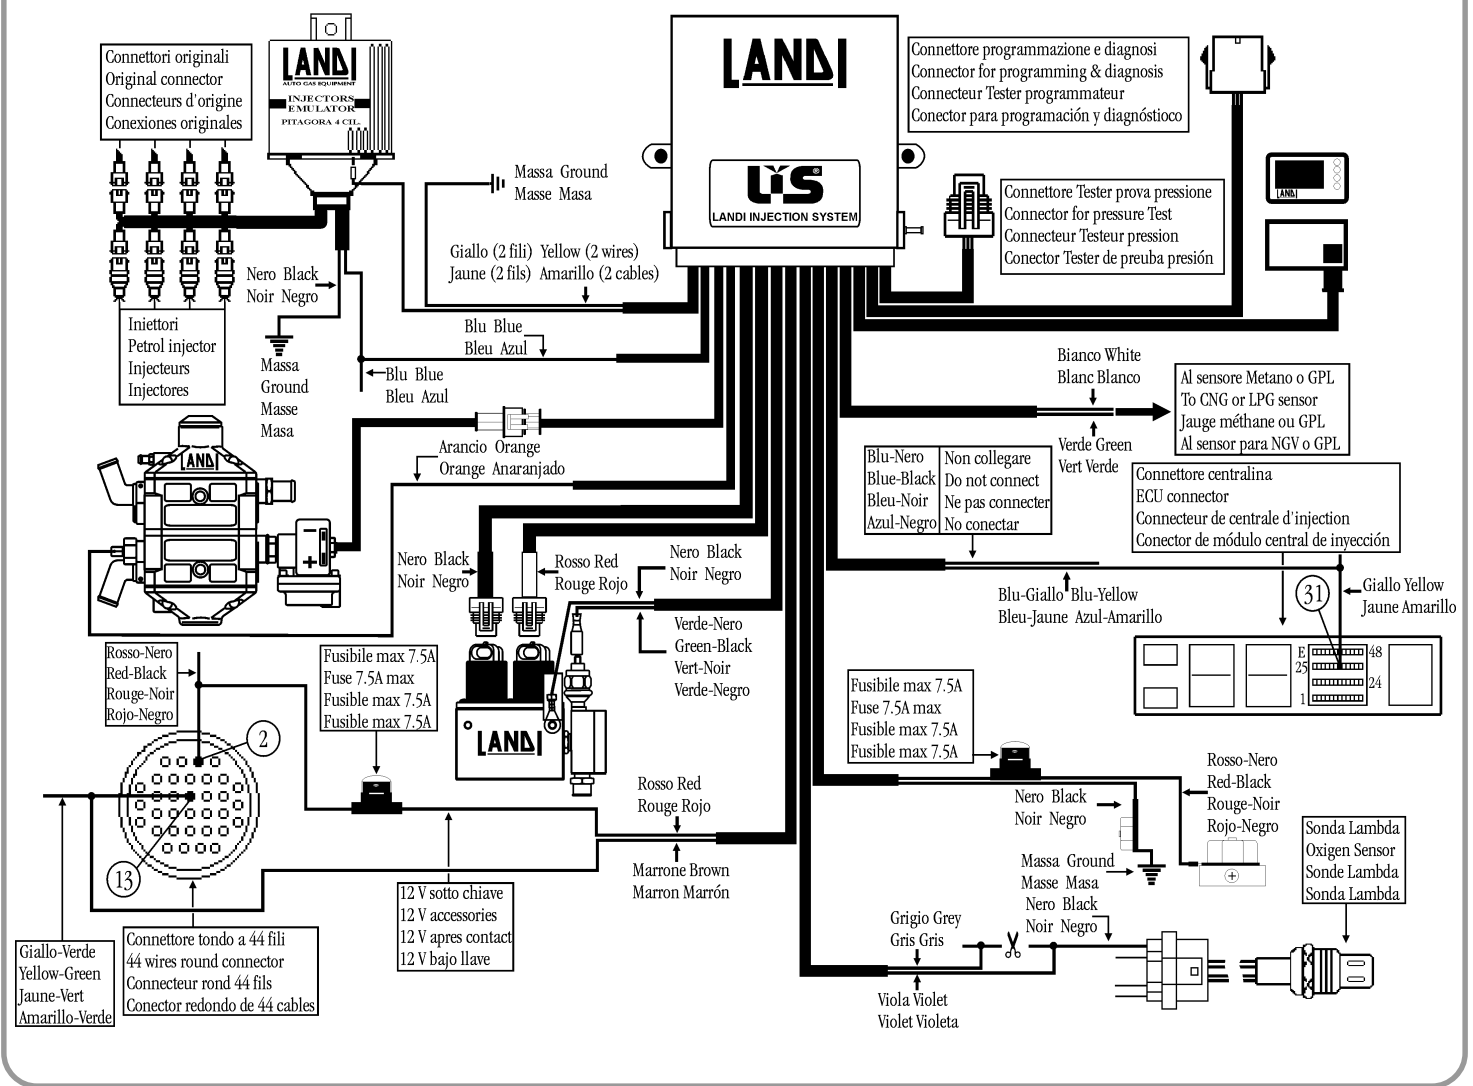 Connettori originali
Original connector
Connecteurs d'origine
Conexiones originales
LANDI
AUTO GAS EQUIPMENT
INJECTORS
EMULATOR
PITAGORA 4 CIL.
LANDI
LIS®
LANDI INJECTION SYSTEM
Connettore programmazione e diagnosi
Connector for programming & diagnosis
Connecteur Tester programmateur
Conector para programación y diagnóstioco
Massa Ground
Masse Masa
Connettore Tester prova pressione
Connector for pressure Test
Connecteur Testeur pression
Conector Tester de preuba presión
LANDI
Giallo (2 fili) Yellow (2 wires)
Jaune (2 fils) Amarillo (2 cables)
Nero Black
Noir Negro
Iniettori
Petrol injector
Injecteurs
Injectores
Massa
Ground
Masse
Masa
Blu Blue
Bleu Azul
Blu Blue
Bleu Azul
Bianco White
Blanc Blanco
Al sensore Metano o GPL
To CNG or LPG sensor
Jauge méthane ou GPL
Al sensor para NGV o GPL
Verde Green
Vert Verde
Arancio Orange
Orange Anaranjado
LANDI
Blu-Nero
Blue-Black
Bleu-Noir
Azul-Negro
Non collegare
Do not connect
Ne pas connecter
No conectar
Connettore centralina
ECU connector
Connecteur de centrale d'injection
Conector de módulo central de inyección
Nero Black
Noir Negro
Rosso Red
Rouge Rojo
Nero Black
Noir Negro
− +
Blu-Giallo Blu-Yellow
Bleu-Jaune Azul-Amarillo
31
Giallo Yellow
Jaune Amarillo
Verde-Nero
Green-Black
Vert-Noir
Verde-Negro
E 48
25
24
1
Rosso-Nero
Red-Black
Rouge-Noir
Rojo-Negro
Fusibile max 7.5A
Fuse 7.5A max
Fusible max 7.5A
Fusible max 7.5A
Fusibile max 7.5A
Fuse 7.5A max
Fusible max 7.5A
Fusible max 7.5A
2
LANDI
Rosso-Nero
Red-Black
Rouge-Noir
Rojo-Negro
Rosso Red
Rouge Rojo
Nero Black
Noir Negro
13
Marrone Brown
Marron Marrón
Massa Ground
Masse Masa
Nero Black
Noir Negro
Sonda Lambda
Oxigen Sensor
Sonde Lambda
Sonda Lambda
12 V sotto chiave
12 V accessories
12 V apres contact
12 V bajo llave
Grigio Grey
Gris Gris
Giallo-Verde
Yellow-Green
Jaune-Vert
Amarillo-Verde
Connettore tondo a 44 fili
44 wires round connector
Connecteur rond 44 fils
Conector redondo de 44 cables
Viola Violet
Violet Violeta